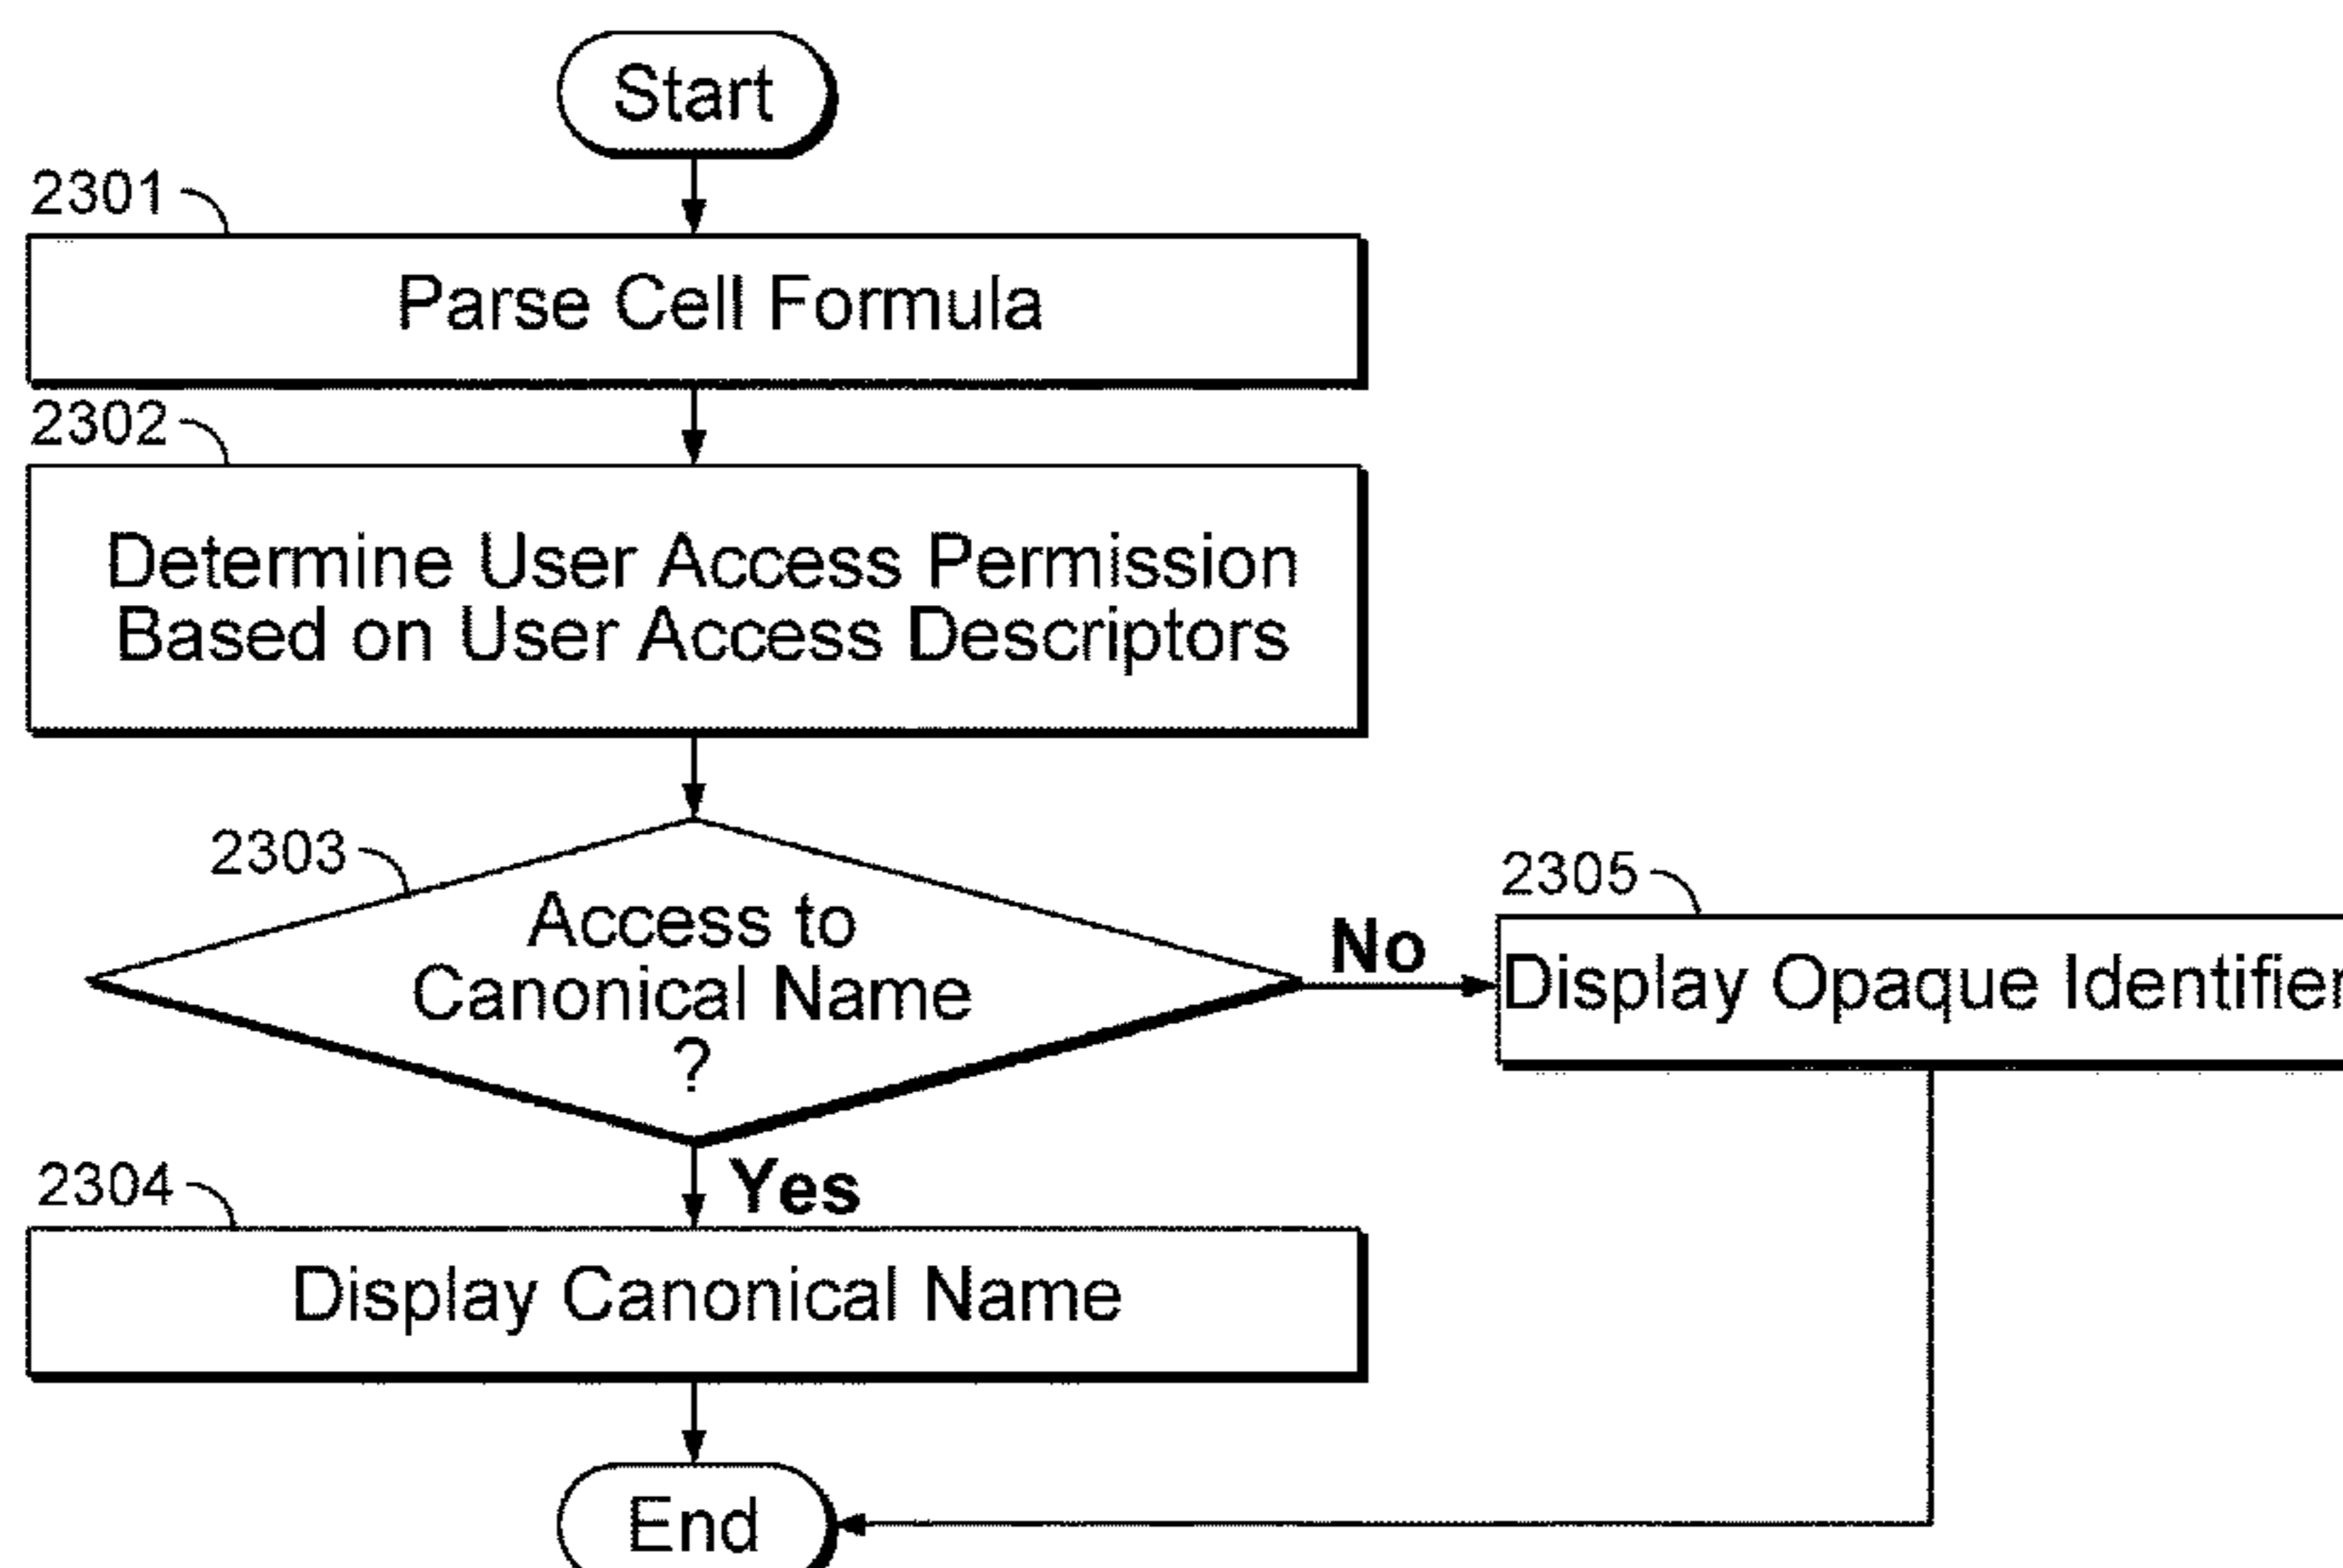 Start
2301
Parse Cell Formula
2302
Determine User Access Permission
Based on User Access Descriptors
2303
Access to
Canonical Name
?
No
2305
Display Opaque Identifier
Yes
2304
Display Canonical Name
End